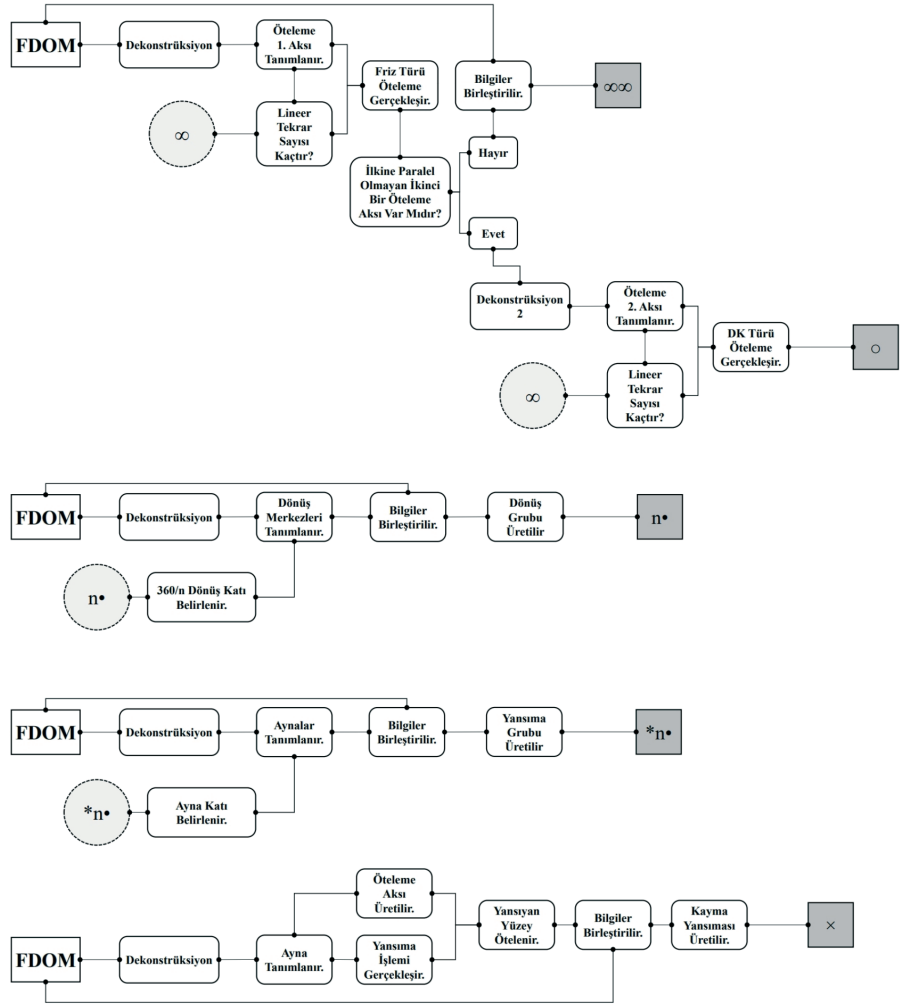 FDOM
Dekonstrüksiyon
Öteleme
1. Aksı
Tanımlanır.
∞
Lineer
Tekrar
Sayısı
Kaçtır?
Friz Türü
Öteleme
Gerçekleşir.
İlkine Paralel
Olmayan İkinci
Bir Öteleme
Aksı Var Mıdır?
Bilgiler
Birleştirilir.
∞∞
Hayır
Evet
Dekonstrüksiyon
2
Öteleme
2. Aksı
Tanımlanır.
∞
Lineer
Tekrar
Sayısı
Kaçtır?
DK Türü
Öteleme
Gerçekleşir.
○
FDOM
Dekonstrüksiyon
Dönüş
Merkezleri
Tanımlanır.
Bilgiler
Birleştirilir.
Dönüş
Grubu
Üretilir
n•
n•
360/n Dönüş Katı
Belirlenir.
FDOM
Dekonstrüksiyon
Aynalar
Tanımlanır.
Bilgiler
Birleştirilir.
Yansıma
Grubu
Üretilir
*n•
*n•
Ayna Katı
Belirlenir.
FDOM
Dekonstrüksiyon
Ayna
Tanımlanır.
Öteleme
Aksı
Üretilir.
Yansıma
İşlemi
Gerçekleşir.
Yansıyan
Yüzey
Ötelenir.
Bilgiler
Birleştirilir.
Kayma
Yansıması
Üretilir.
×